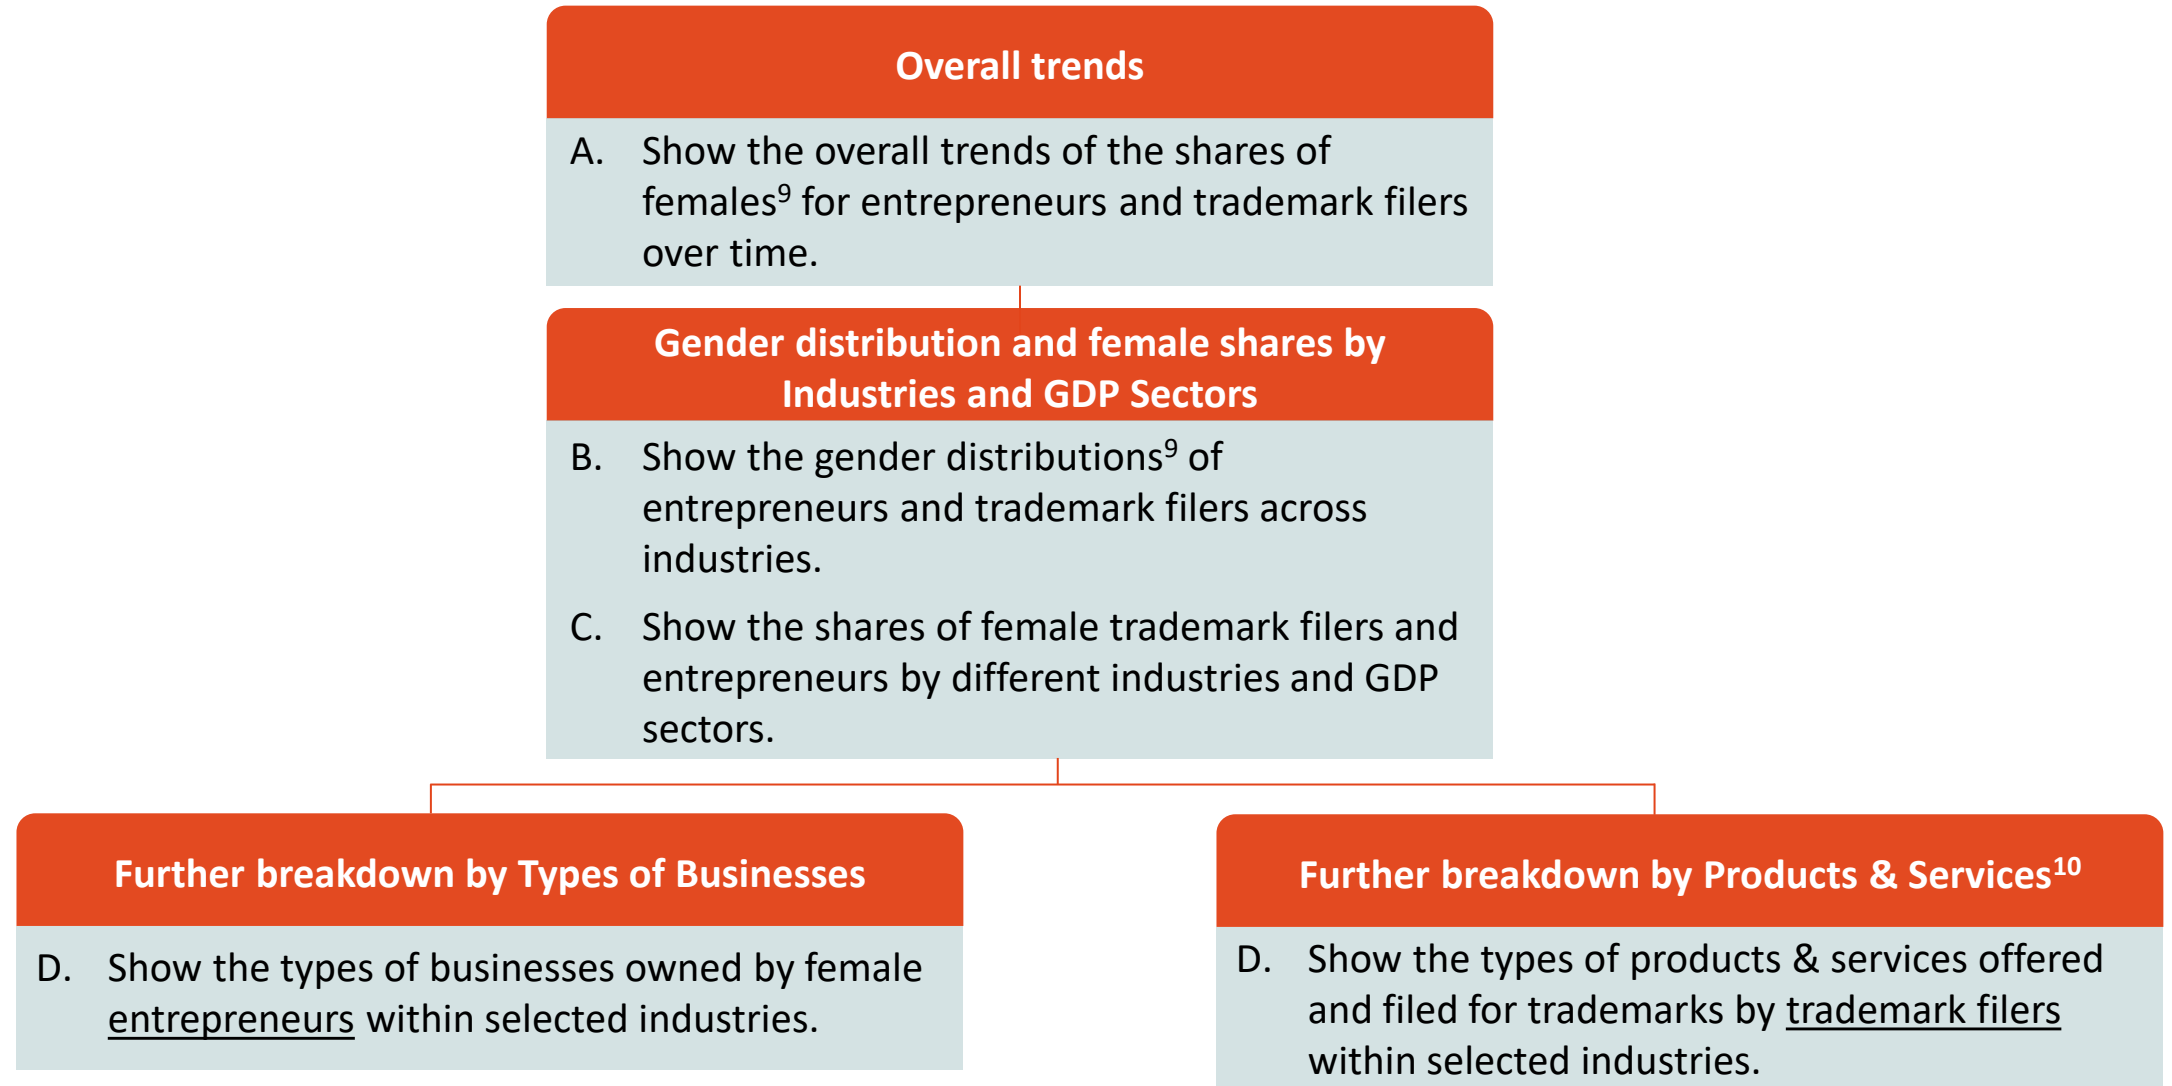 Overall trends
A. Show the overall trends of the shares of
females⁹ for entrepreneurs and trademark filers
over time.
Gender distribution and female shares by
Industries and GDP Sectors
B. Show the gender distributions⁹ of
entrepreneurs and trademark filers across
industries.
C. Show the shares of female trademark filers and
entrepreneurs by different industries and GDP
sectors.
Further breakdown by Types of Businesses
D. Show the types of businesses owned by female
entrepreneurs within selected industries.
Further breakdown by Products & Services¹⁰
D. Show the types of products & services offered
and filed for trademarks by trademark filers
within selected industries.